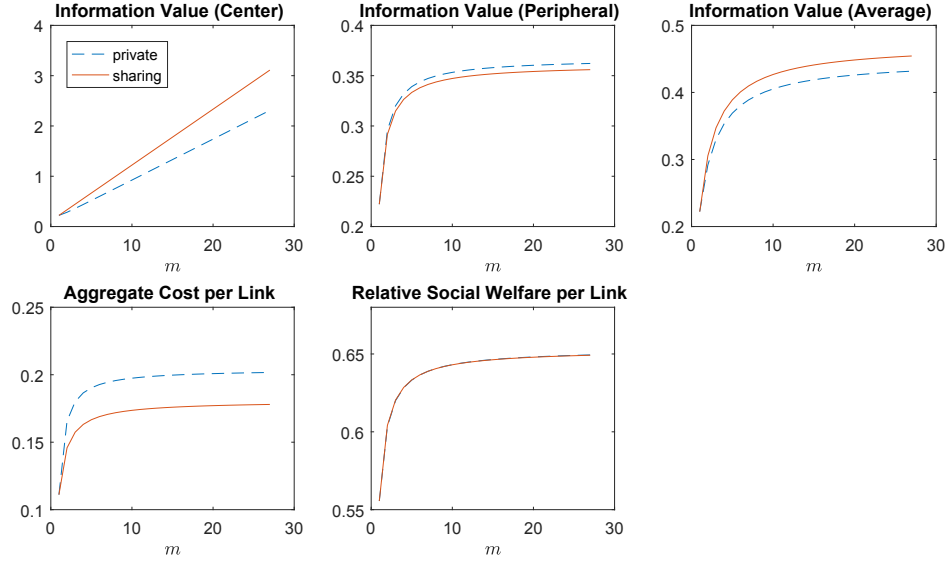 Information Value (Center)
4
3
2
1
0
0 10 20 30
m
private
sharing
Information Value (Peripheral)
0.4
0.35
0.3
0.25
0.2
0 10 20 30
m
Information Value (Average)
0.5
0.4
0.3
0.2
0 10 20 30
m
Aggregate Cost per Link
0.25
0.2
0.15
0.1
0 10 20 30
m
Relative Social Welfare per Link
0.65
0.6
0.55
0 10 20 30
m